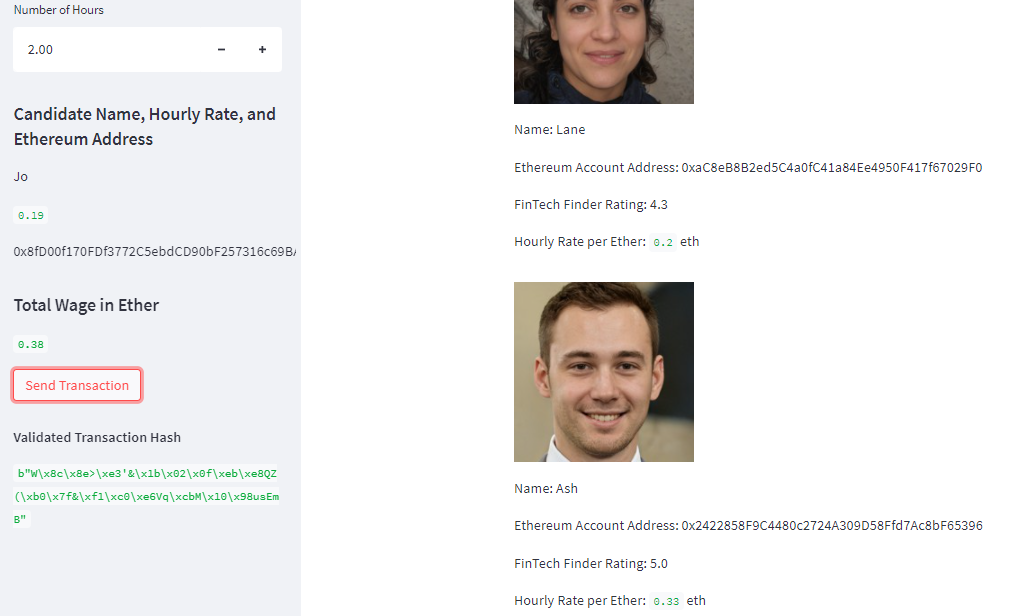 Number of Hours
2.00
−
+
Candidate Name, Hourly Rate, and
Ethereum Address
Jo
0.19
0x8fD00f170FDf3772C5ebdCD90bF257316c69B
Total Wage in Ether
0.38
Send Transaction
Validated Transaction Hash
b"W\x8c\x8e>\xe3'&\x1b\x02\x0f\xeb\xe8QZ
(\xb0\x7f&\xf1\xc0\xe6Vq\xcbM\x10\x98usEm
B"
Name: Lane
Ethereum Account Address: 0xaC8eB8B2ed5C4a0fC41a84Ee4950F417f67029F0
FinTech Finder Rating: 4.3
Hourly Rate per Ether: 0.2 eth
Name: Ash
Ethereum Account Address: 0x2422858F9C4480c2724A309D58Ffd7Ac8bF65396
FinTech Finder Rating: 5.0
Hourly Rate per Ether: 0.33 eth